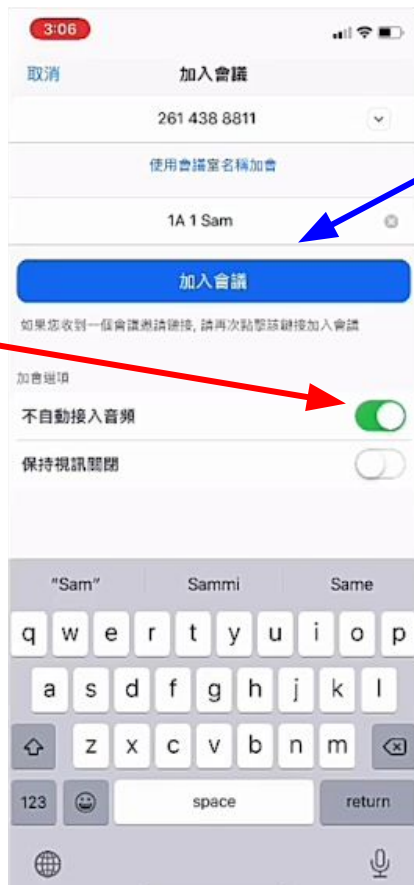 3:06
取消 加入會議
261 438 8811
使用會議室名稱加會
1A 1 Sam
加入會議
如果您收到一個會議邀請鏈接, 請再次點擊該鏈接加入會議
加會選項
不自動接入音頻
保持視訊關閉
"Sam" Sammi Same
q w e r t y u i o p
a s d f g h j k l
z x c v b n m
123 space return